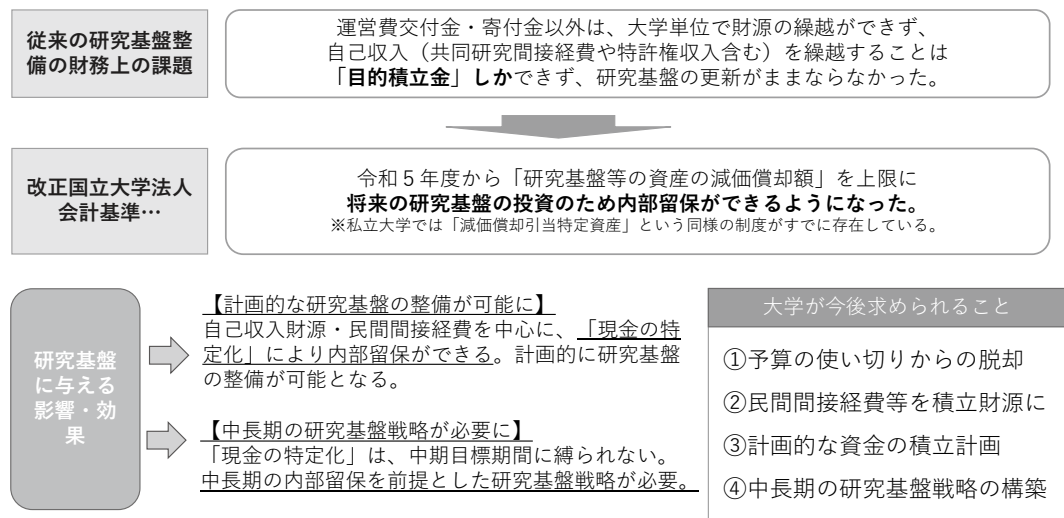 従来の研究基盤整
備の財務上の課題
運営費交付金・寄付金以外は、大学単位で財源の繰越ができず、
自己収入（共同研究間接経費や特許権収入含む）を繰越することは
「目的積立金」しかできず、研究基盤の更新がままならなかった。
改正国立大学法人
会計基準…
令和５年度から「研究基盤等の資産の減価償却額」を上限に
将来の研究基盤の投資のため内部留保ができるようになった。
※私立大学では「減価償却引当特定資産」という同様の制度がすでに存在している。
研究基盤
に与える
影響・効
果
【計画的な研究基盤の整備が可能に】
自己収入財源・民間間接経費を中心に、「現金の特
定化」により内部留保ができる。計画的に研究基盤
の整備が可能となる。
【中長期の研究基盤戦略が必要に】
「現金の特定化」は、中期目標期間に縛られない。
中長期の内部留保を前提とした研究基盤戦略が必要。
大学が今後求められること
①予算の使い切りからの脱却
②民間間接経費等を積立財源に
③計画的な資金の積立計画
④中長期の研究基盤戦略の構築